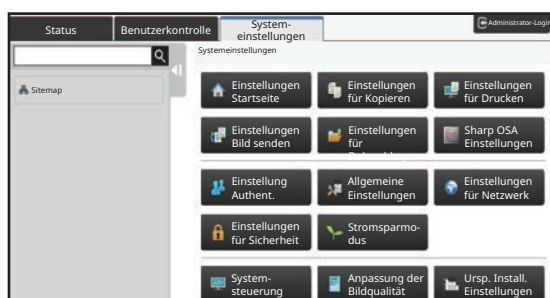 Status
Benutzerkontrolle
System-
einstellungen
Administrator-Login
Systemeinstellungen
Sitemap
Einstellungen
Startseite
Einstellungen
für Kopieren
Einstellungen
für Drucken
Einstellungen
Bild senden
Einstellungen
für
Sharp OSA
Einstellungen
Einstellung
Authent.
Allgemeine
Einstellungen
Einstellungen
für Netzwerk
Einstellungen
für Sicherheit
Stromsparmo-
dus
System-
steuerung
Anpassung der
Bildqualität
Ursp. Install.
Einstellungen